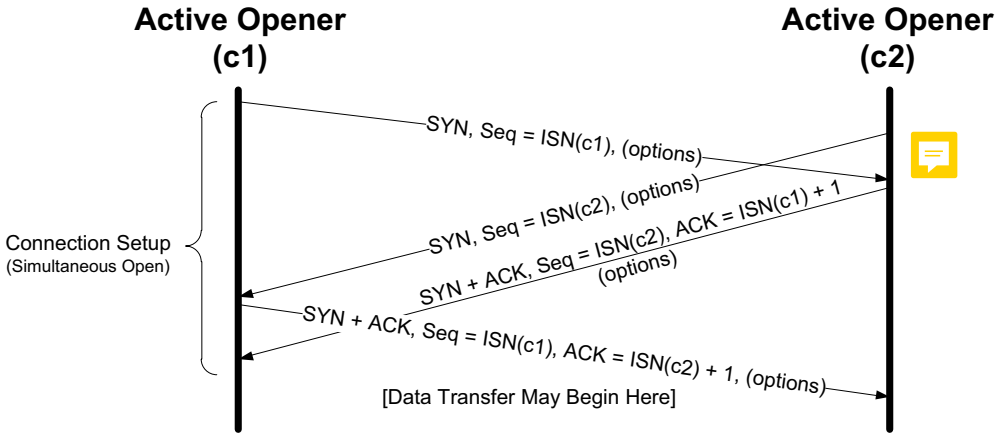 Active Opener
(c1)
Active Opener
(c2)
SYN, Seq = ISN(c1), (options)
SYN, Seq = ISN(c2), (options)
SYN + ACK, Seq = ISN(c2), ACK = ISN(c1) + 1
(options)
Connection Setup
(Simultaneous Open)
SYN + ACK, Seq = ISN(c1), ACK = ISN(c2) + 1, (options)
[Data Transfer May Begin Here]